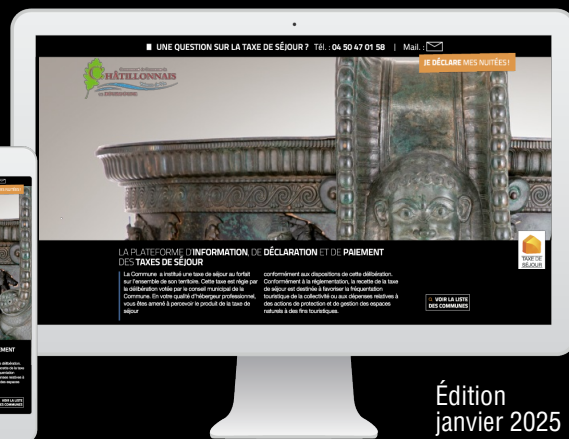 UNE QUESTION SUR LA TAXE DE SÉJOUR ? Tél. : 04 50 47 01 58 | Mail. :
JE DÉCLARE MES NUITÉES !
CHÂTILLONNAIS
LA PLATEFORME D'INFORMATION, DE DÉCLARATION ET DE PAIEMENT
DES TAXES DE SÉJOUR
La Commune a institué une taxe de séjour au forfait
sur l'ensemble de son territoire. Cette taxe est régie par
la délibération votée par le conseil municipal de la
Commune. En votre qualité d'hébergeur professionnel,
vous êtes amené à percevoir le produit de la taxe de
séjour
conformément aux dispositions de cette délibération.
Conformément à la réglementation, la recette de la taxe
de séjour est destinée à favoriser la fréquentation
touristique de la collectivité ou aux dépenses relatives à
des actions de protection et de gestion des espaces
naturels à des fins touristiques.
TAXE DE
SÉJOUR
VOIR LA LISTE
DES COMMUNES
EMENT
VOIR LA LISTE
DES COMMUNES
Édition
janvier 2025